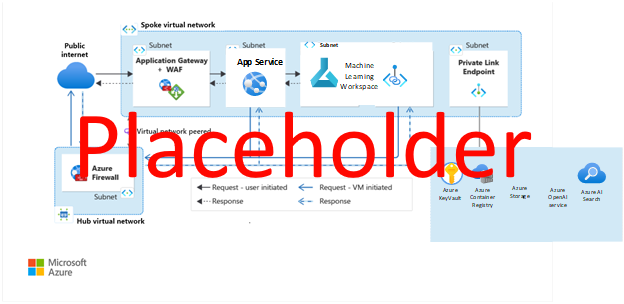 Spoke virtual network
Public
internet
Subnet
Application Gateway
+ WAF
Subnet
App Service
Subnet
Machine
Learning
Workspace
Subnet
Private Link
Endpoint
Virtual network peered
Placeholder
Azure
Firewall
Subnet
Hub virtual network
Request - user initiated
Request - VM initiated
Response
Response
Azure
KeyVault
Azure
Container
Registry
Azure
Storage
Azure
OpenAI
service
Azure AI
Search
Microsoft
Azure